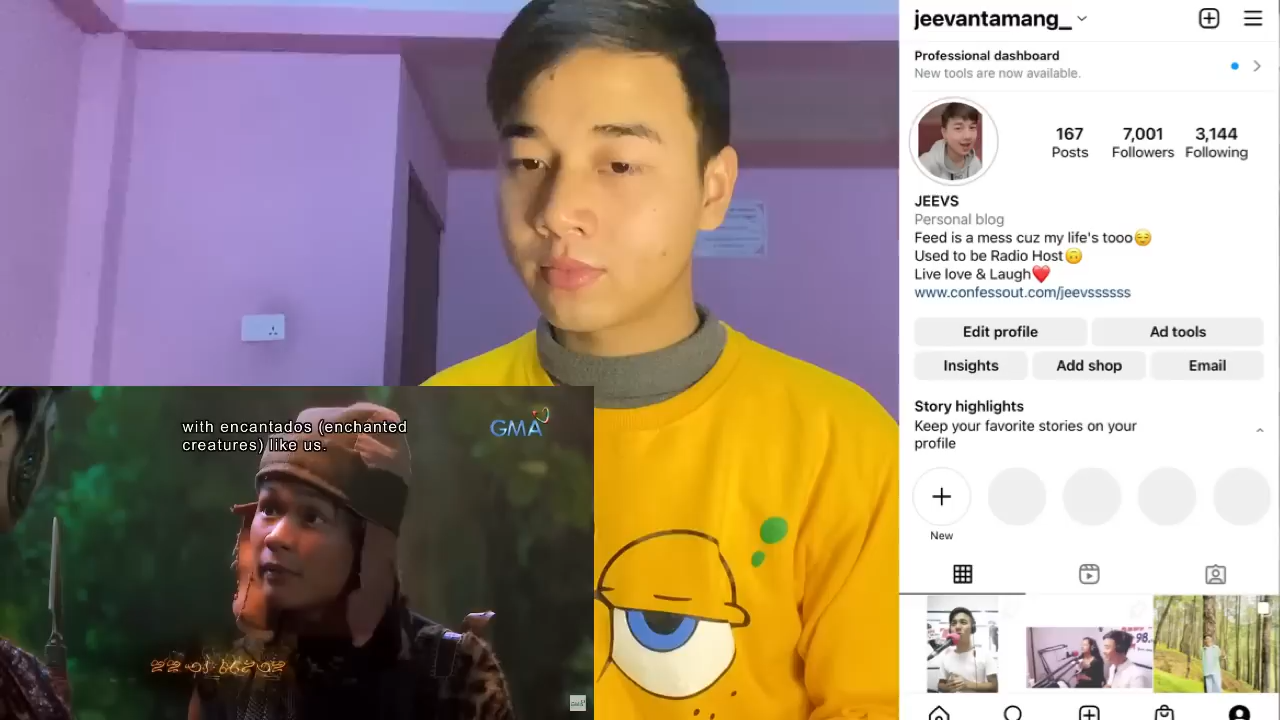 with encantados (enchanted
creatures) like us.
GMA
jeevantamang_
Professional dashboard
New tools are now available.
167
Posts
7,001
Followers
3,144
Following
JEEVS
Personal blog
Feed is a mess cuz my life's tooo😌
Used to be Radio Host🙃
Live love & Laugh❤️
www.confessout.com/jeevssssss
Edit profile
Ad tools
Insights
Add shop
Email
Story highlights
Keep your favorite stories on your
profile
New
98.